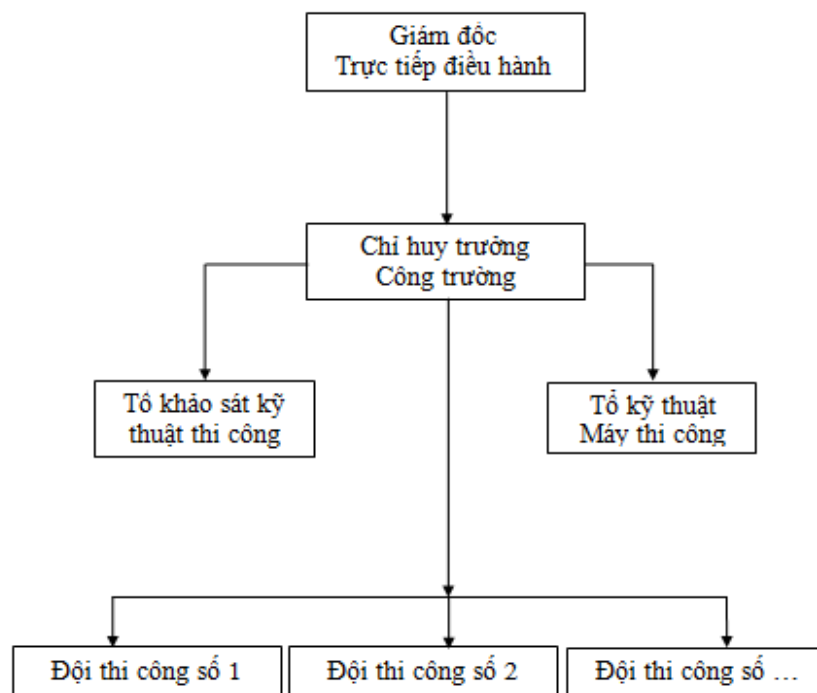 Giám đốc
Trực tiếp điều hành
Chỉ huy trưởng
Công trường
Tổ khảo sát kỹ
thuật thi công
Tổ kỹ thuật
Máy thi công
Đội thi công số 1
Đội thi công số 2
Đội thi công số ...